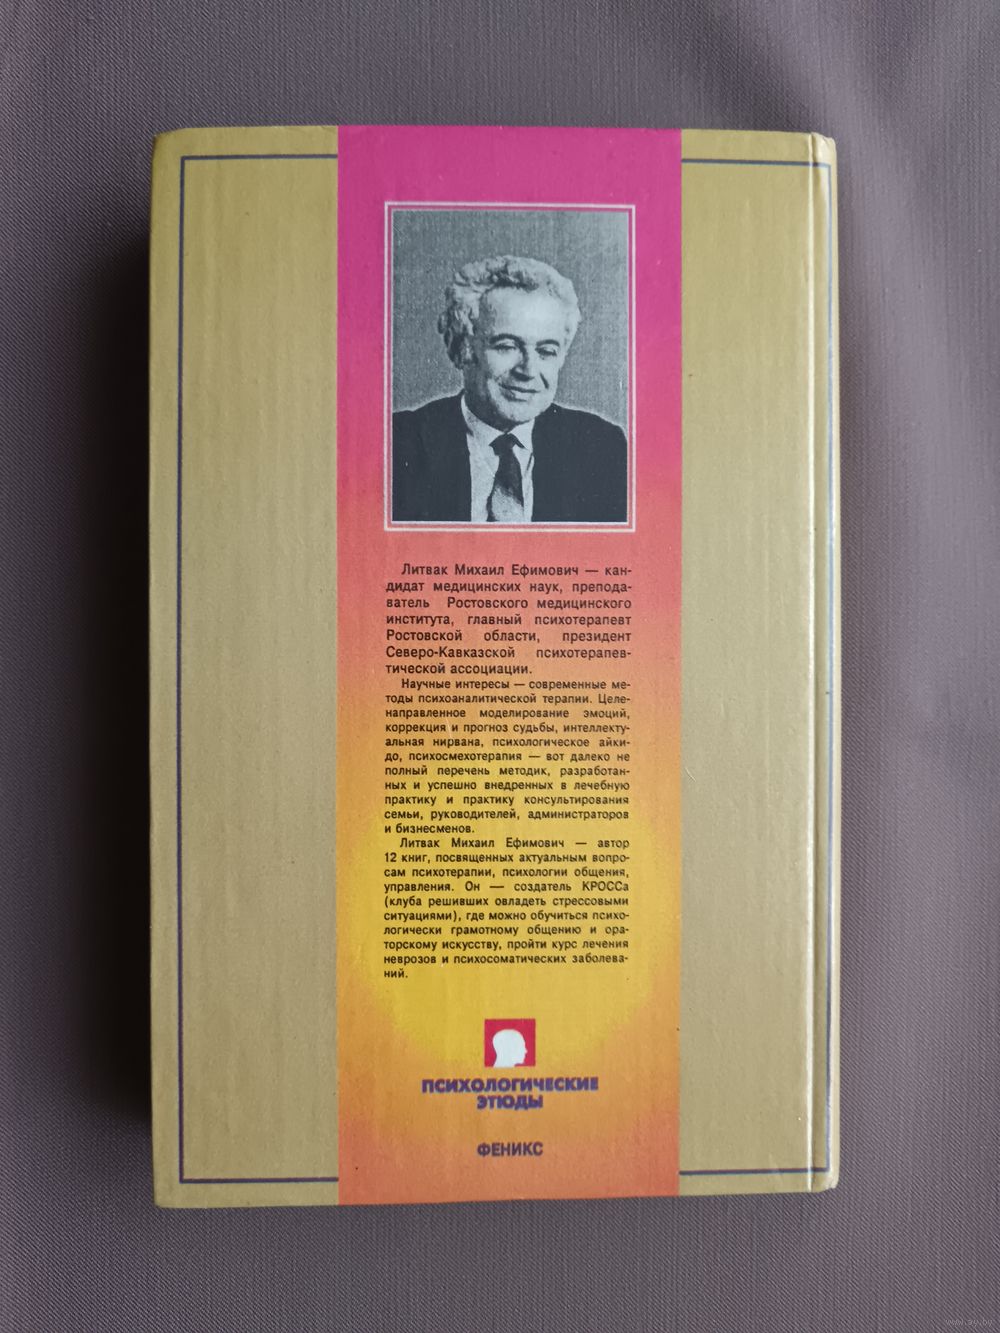 Литвак Михаил Ефимович — кан-
дидат медицинских наук, препода-
ватель Ростовского медицинского
института, главный психотерапевт
Ростовской области, президент
Северо-Кавказской психотерапев-
тической ассоциации.
Научные интересы — современные ме-
тоды психоаналитической терапии. Целе-
направленное моделирование эмоций,
коррекция и прогноз судьбы, интеллекту-
альная нирвана, психологическое айки-
до, психосмехотерапия — вот далеко не
полный перечень методик, разработан-
ных и успешно внедренных в лечебную
практику и практику консультирования
семьи, руководителей, администраторов
и бизнесменов.
Литвак Михаил Ефимович — автор
12 книг, посвященных актуальным вопро-
сам психотерапии, психологии общения,
управления. Он — создатель КРОССа
(клуба решивших овладеть стрессовыми
ситуациями), где можно обучиться психо-
логически грамотному общению и ора-
торскому искусству, пройти курс лечения
неврозов и психосоматических заболева-
ний.
ПСИХОЛОГИЧЕСКИЕ
ЭТЮДЫ
ФЕНИКС
www.ay.by